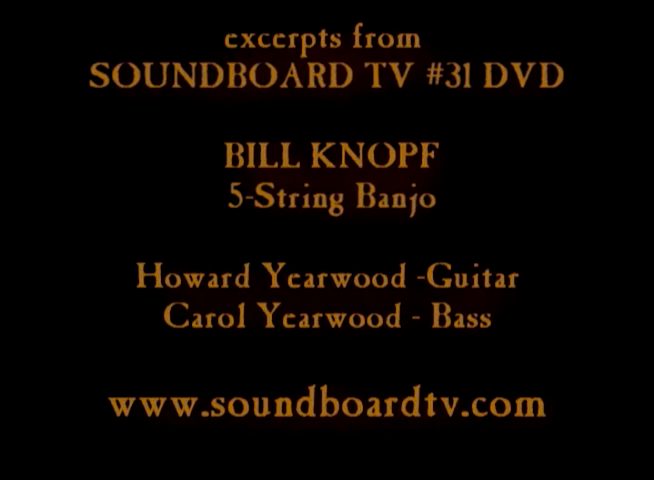 excerpts from
SOUNDBOARD TV #31 DVD
BILL KNOPF
5-String Banjo
Howard Yearwood -Guitar
Carol Yearwood - Bass
www.soundboardtv.com